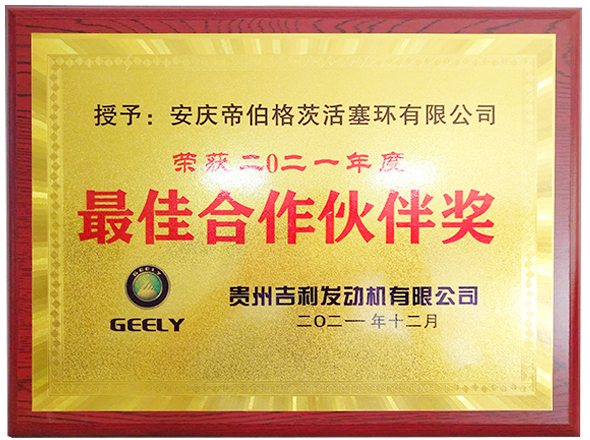 授予：安庆帝伯格茨活塞环有限公司
荣获二0二一年度
最佳合作伙伴奖
GEELY
GEELY
贵州吉利发动机有限公司
二〇二一年十二月